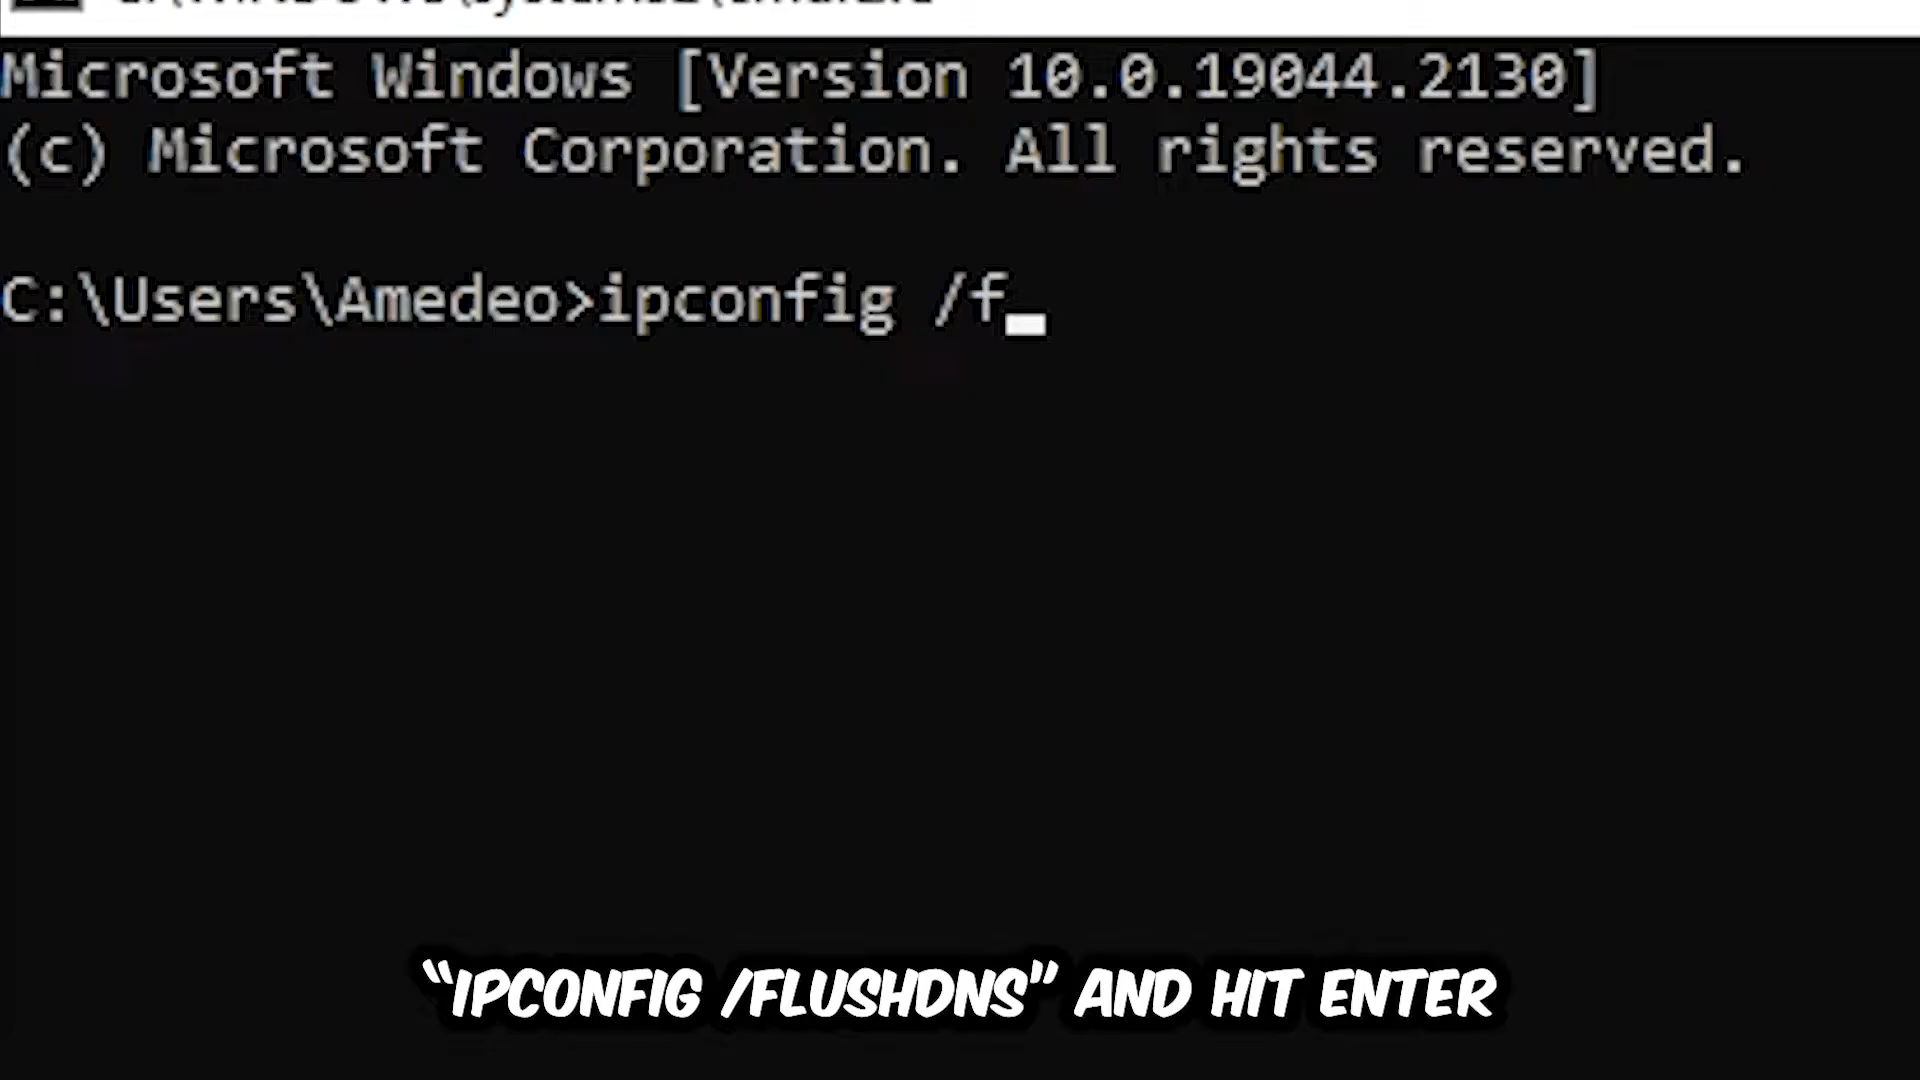 Microsoft Windows [Version 10.0.19044.2130]
(c) Microsoft Corporation. All rights reserved.
C:\Users\Amedeo>ipconfig /f
“IPCONFIG /FLUSHDNS” AND HIT ENTER